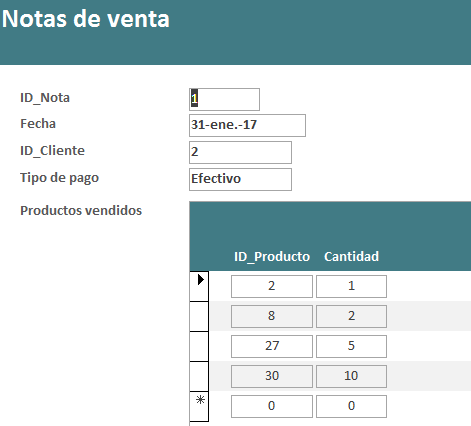 Notas de venta
ID_Nota 1
Fecha 31-ene.-17
ID_Cliente 2
Tipo de pago Efectivo
Productos vendidos
ID_Producto Cantidad
2 1
8 2
27 5
30 10
0 0